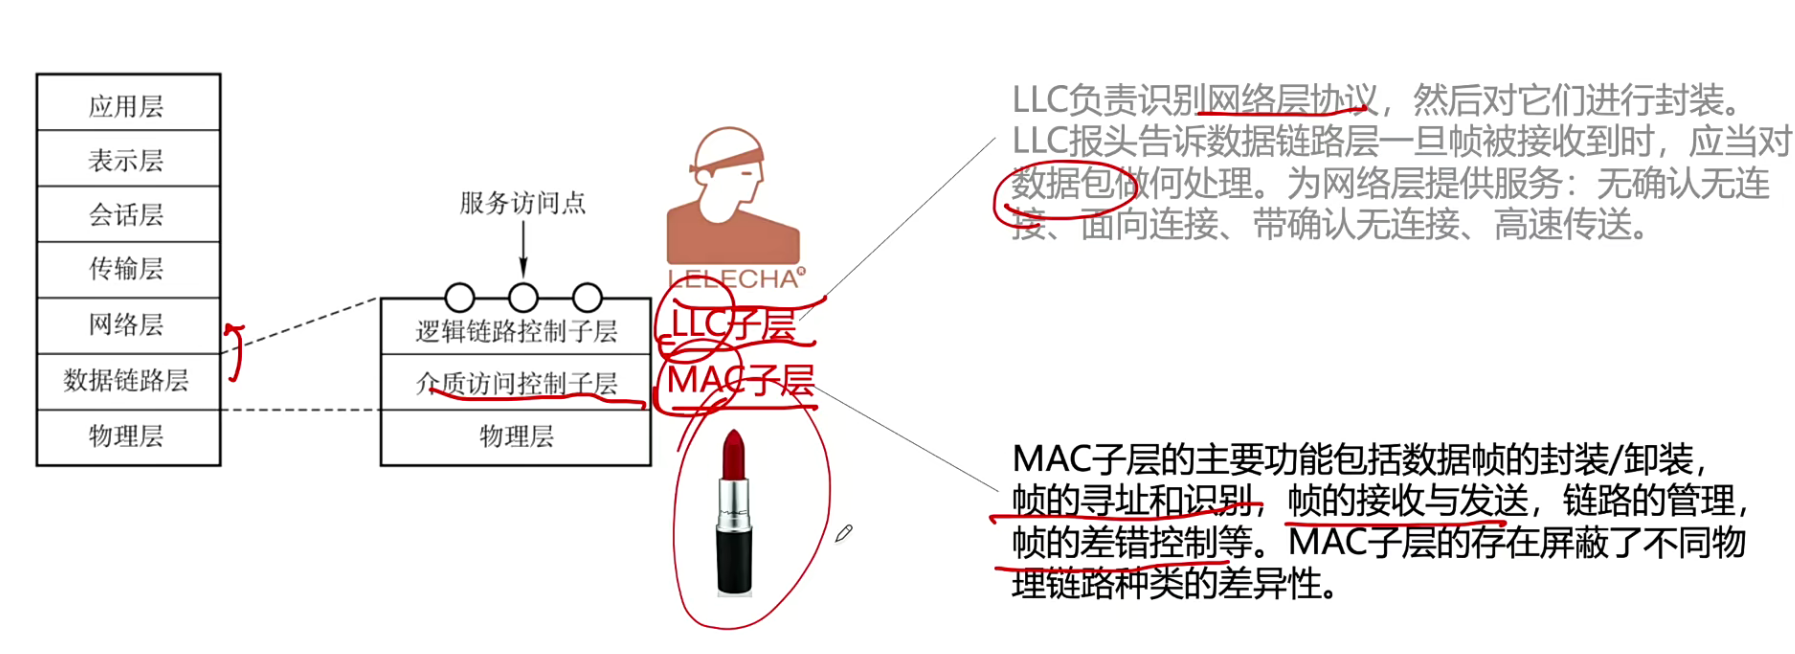 应用层
表示层
会话层
传输层
网络层
数据链路层
物理层
服务访问点
逻辑链路控制子层
介质访问控制子层
物理层
LELECHA®
LLC子层
MAC子层
MAC
LLC负责识别网络层协议，然后对它们进行封装。
LLC报头告诉数据链路层一旦帧被接收到时，应当对
数据包做何处理。为网络层提供服务：无确认无连
接、面向连接、带确认无连接、高速传送。
MAC子层的主要功能包括数据帧的封装/卸装，
帧的寻址和识别，帧的接收与发送，链路的管理，
帧的差错控制等。MAC子层的存在屏蔽了不同物
理链路种类的差异性。